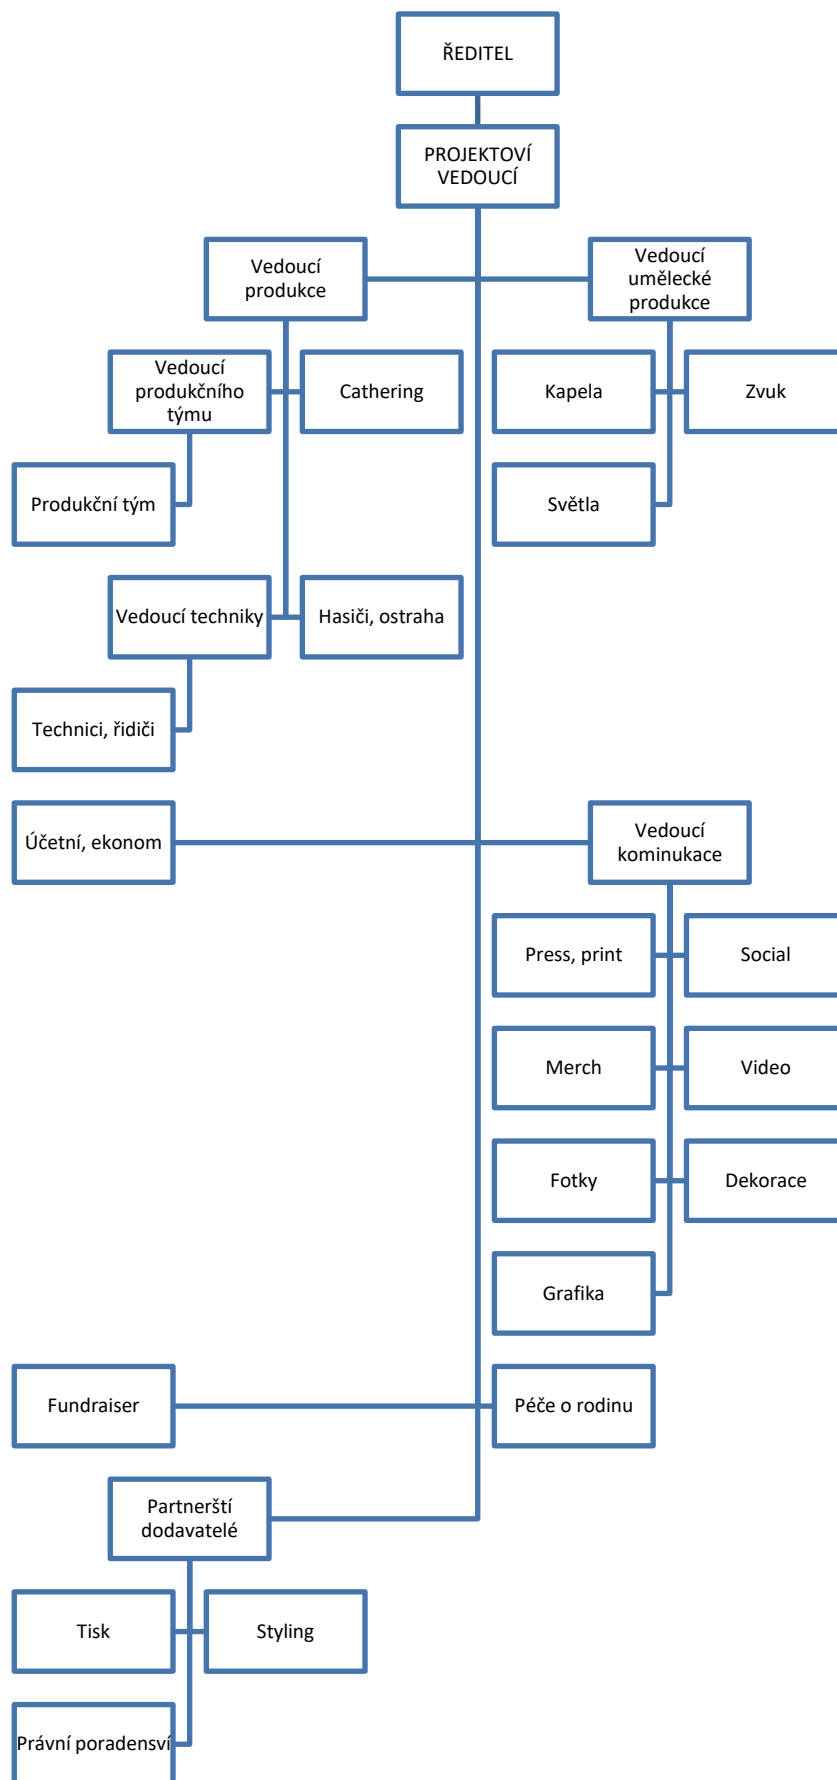 ŘEDITEL
PROJEKTOVÍ
VEDOUCÍ
Vedoucí
produkce
Vedoucí
umělecké
produkce
Vedoucí
produkčního
týmu
Cathering
Kapela
Zvuk
Produkční tým
Světla
Vedoucí techniky
Hasiči, ostraha
Technici, řidiči
Účetní, ekonom
Vedoucí
kominukace
Press, print
Social
Merch
Video
Fotky
Dekorace
Grafika
Fundraiser
Péče o rodinu
Partnerští
dodavatelé
Tisk
Styling
Právní poradensví